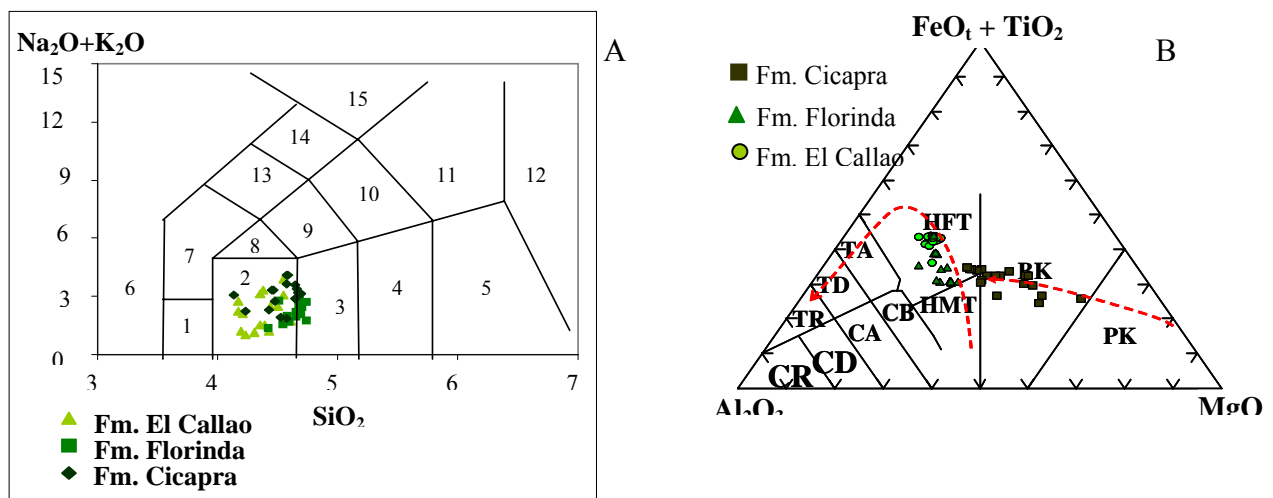 Na₂O+K₂O
A
15
12
9
6
3
0
15
14
13
12
11
10
9
8
7
6
5
4
3
2
1
3
4
5
6
7
SiO₂
Fm. El Callao
Fm. Florinda
Fm. Cicapra
FeOₜ + TiO₂
B
Fm. Cicapra
Fm. Florinda
Fm. El Callao
HFT
TA
PK
TD
CB
HMT
TR
CA
PK
CD
CR
Al₂O₃
MgO